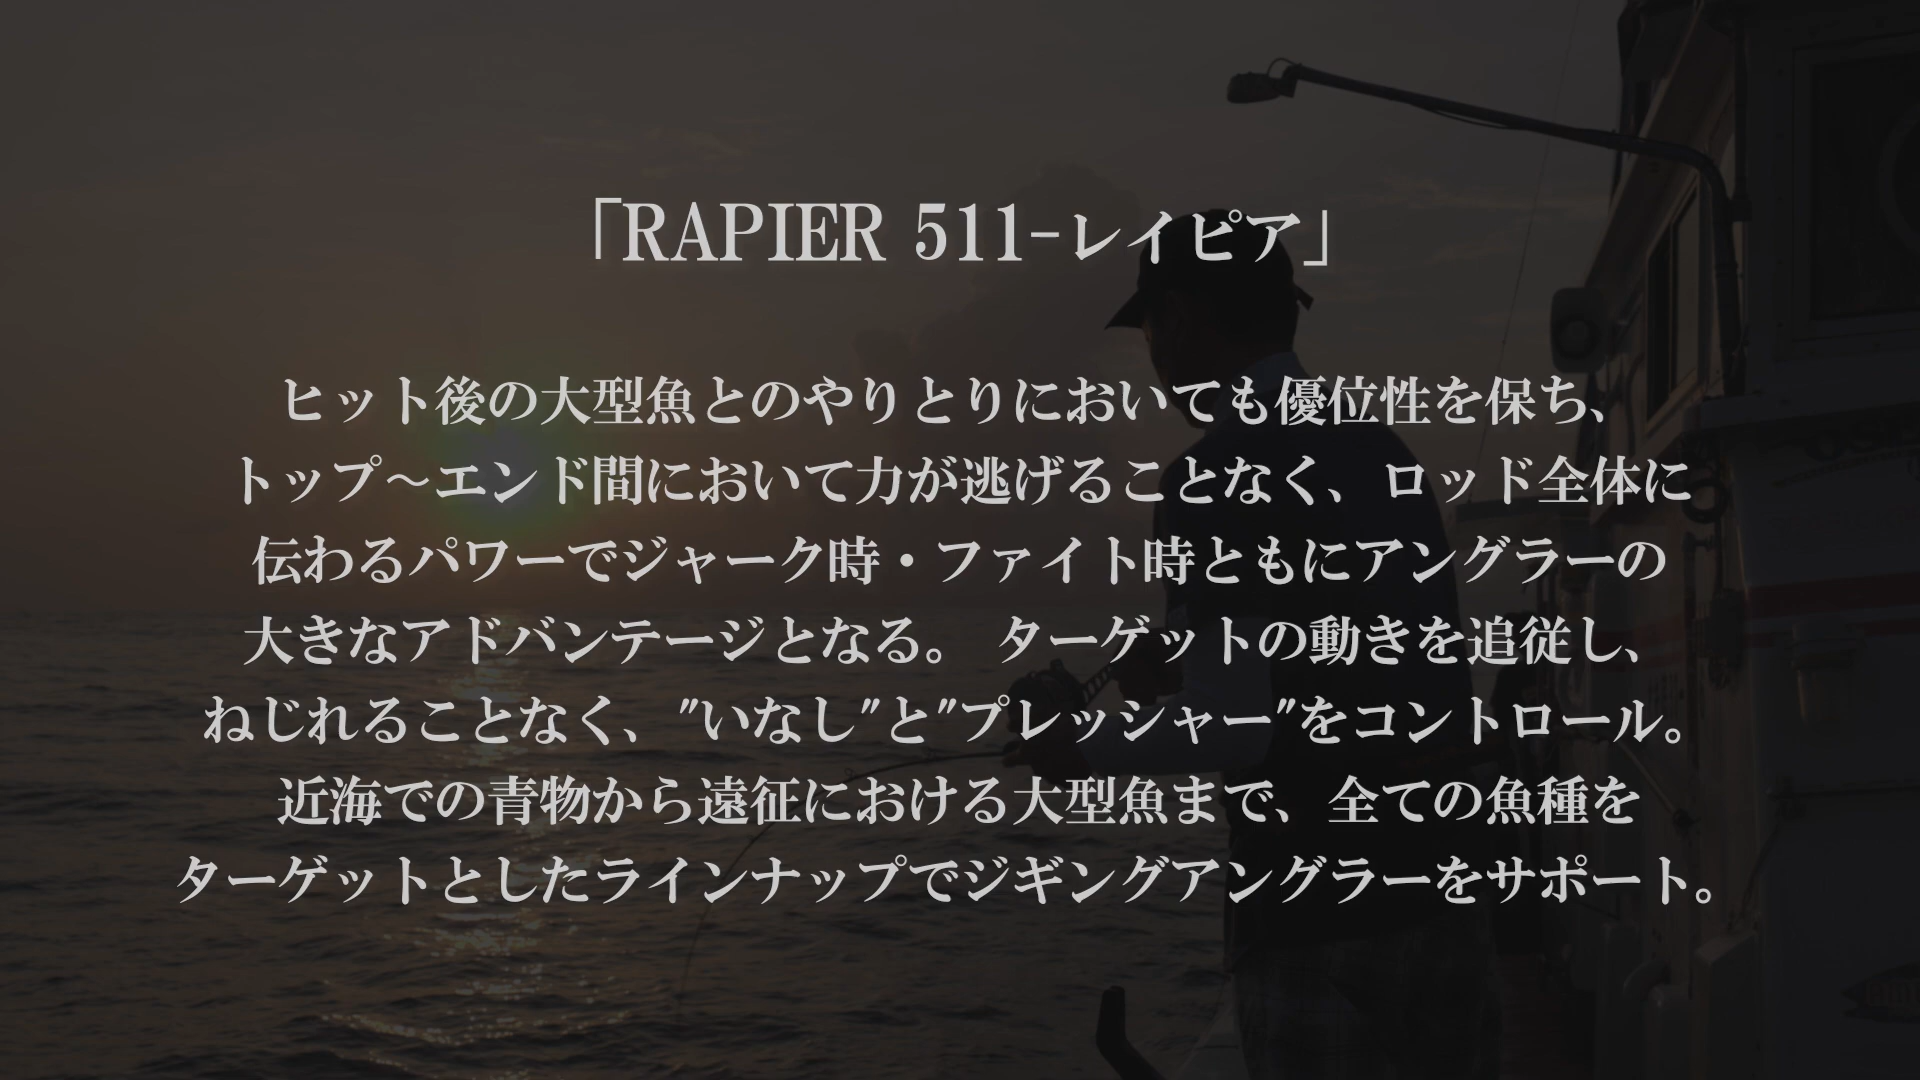 「RAPIER 511-レイピア」
ヒット後の大型魚とのやりとりにおいても優位性を保ち、
トップ～エンド間において力が逃げることなく、ロッド全体に
伝わるパワーでジャーク時・ファイト時ともにアングラーの
大きなアドバンテージとなる。 ターゲットの動きを追従し、
ねじれることなく、"いなし"と"プレッシャー"をコントロール。
近海での青物から遠征における大型魚まで、全ての魚種を
ターゲットとしたラインナップでジギングアングラーをサポート。